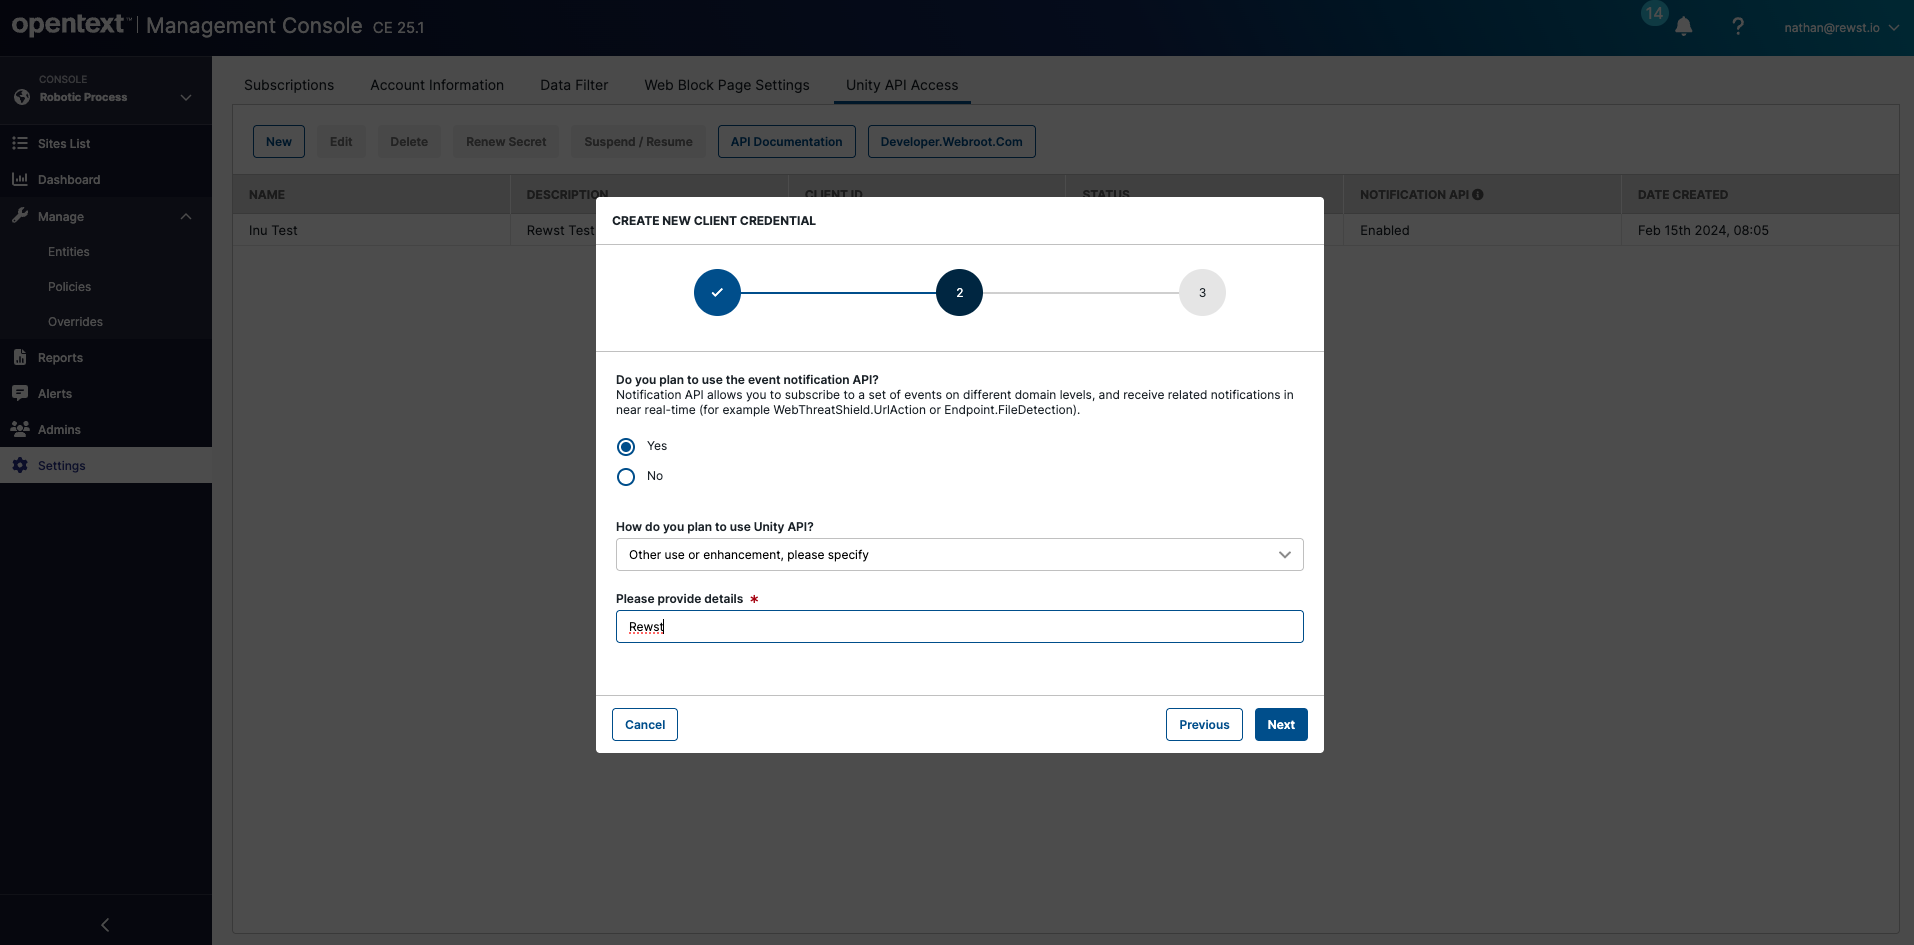 opentext™ | Management Console CE 25.1
14
nathan@rewst.io
CONSOLE
Robotic Process
Sites List
Dashboard
Manage
Entities
Policies
Overrides
Reports
Alerts
Admins
Settings
Subscriptions Account Information Data Filter Web Block Page Settings Unity API Access
New Edit Delete Renew Secret Suspend / Resume API Documentation Developer.Webroot.Com
NAME DESCRIPTION CLIENT ID STATUS NOTIFICATION API DATE CREATED
Inu Test Rewst Test Enabled Feb 15th 2024, 08:05
CREATE NEW CLIENT CREDENTIAL
2 3
Do you plan to use the event notification API?
Notification API allows you to subscribe to a set of events on different domain levels, and receive related notifications in
near real-time (for example WebThreatShield.UrlAction or Endpoint.FileDetection).
Yes
No
How do you plan to use Unity API?
Other use or enhancement, please specify
Please provide details *
Rewst
Cancel Previous Next